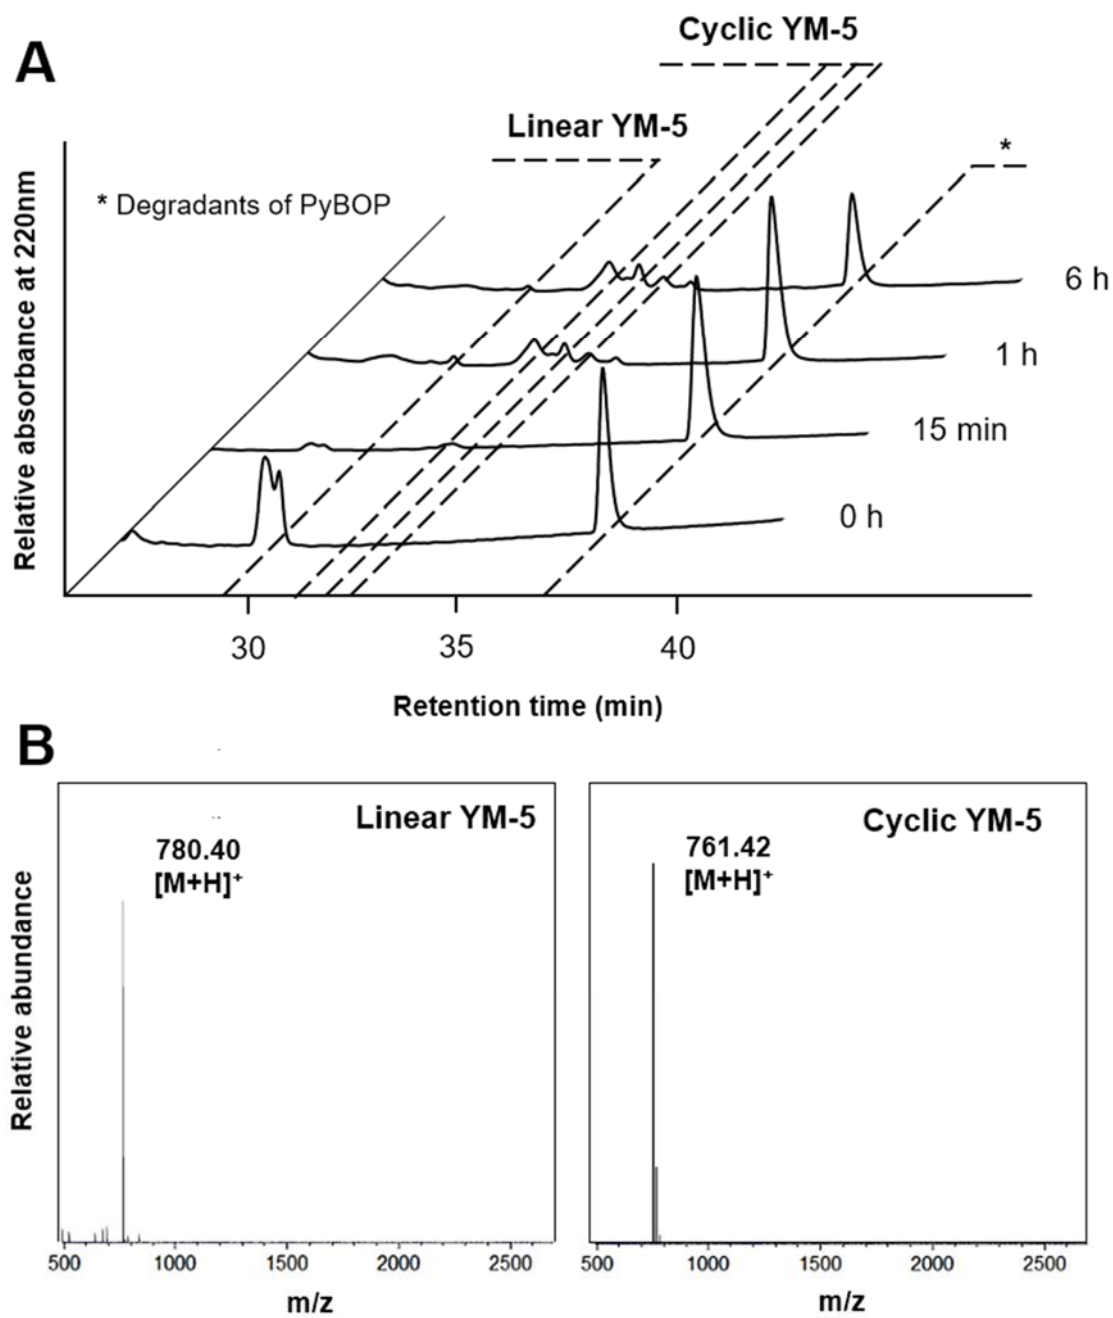 A
Cyclic YM-5
Linear YM-5
*
* Degradants of PyBOP
Relative absorbance at 220nm
6 h
1 h
15 min
0 h
30 35 40
Retention time (min)
B
Linear YM-5
780.40
[M+H]+
Cyclic YM-5
761.42
[M+H]+
Relative abundance
500 1000 1500 2000 2500
m/z
500 1000 1500 2000 2500
m/z